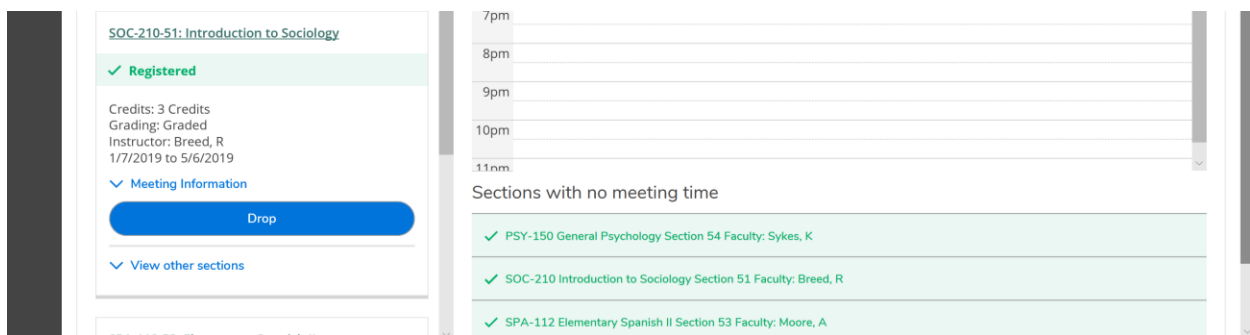 SOC-210-51: Introduction to Sociology
Registered
Credits: 3 Credits
Grading: Graded
Instructor: Breed, R
1/7/2019 to 5/6/2019
Meeting Information
Drop
View other sections
7pm
8pm
9pm
10pm
11pm
Sections with no meeting time
PSY-150 General Psychology Section 54 Faculty: Sykes, K
SOC-210 Introduction to Sociology Section 51 Faculty: Breed, R
SPA-112 Elementary Spanish II Section 53 Faculty: Moore, A